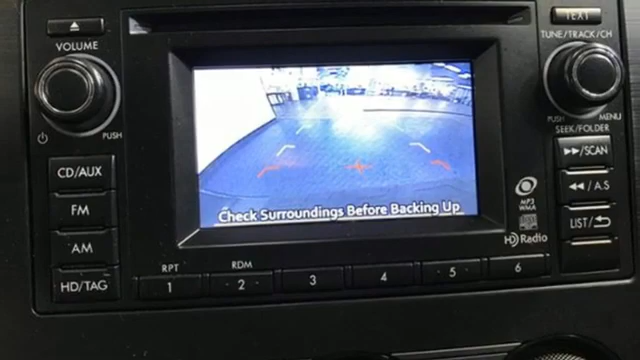 TEXT
VOLUME
TUNE/TRACK/CH
PUSH
PUSH MENU
SEEK/FOLDER
CD/AUX
▶▶/SCAN
FM
◀◀/A.S
MP3
WMA
AM
LIST/
Check Surroundings Before Backing Up
HD Radio
HD/TAG
RPT
RDM
1
2
3
4
5
6